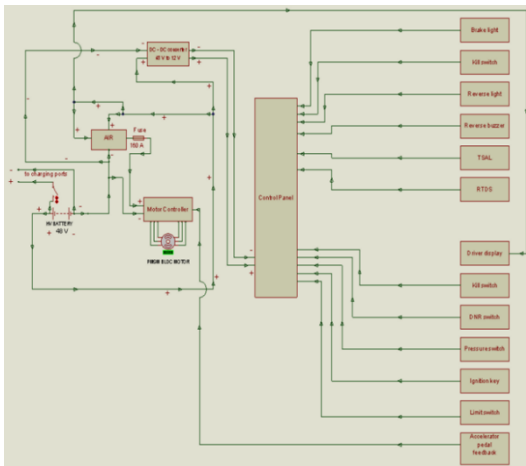 DC - DC converter
48 V to 12 V
Brake light
Kill switch
Reverse light
Reverse buzzer
TSAL
RTDS
AIR
Fuse
Control Panel
to charging ports
Motor Controller
HV BATTERY
48 V
PMSM BLDC MOTOR
Driver display
Kill switch
DNR switch
Pressure switch
Ignition key
Limit switch
Accelerator
pedal
feedback